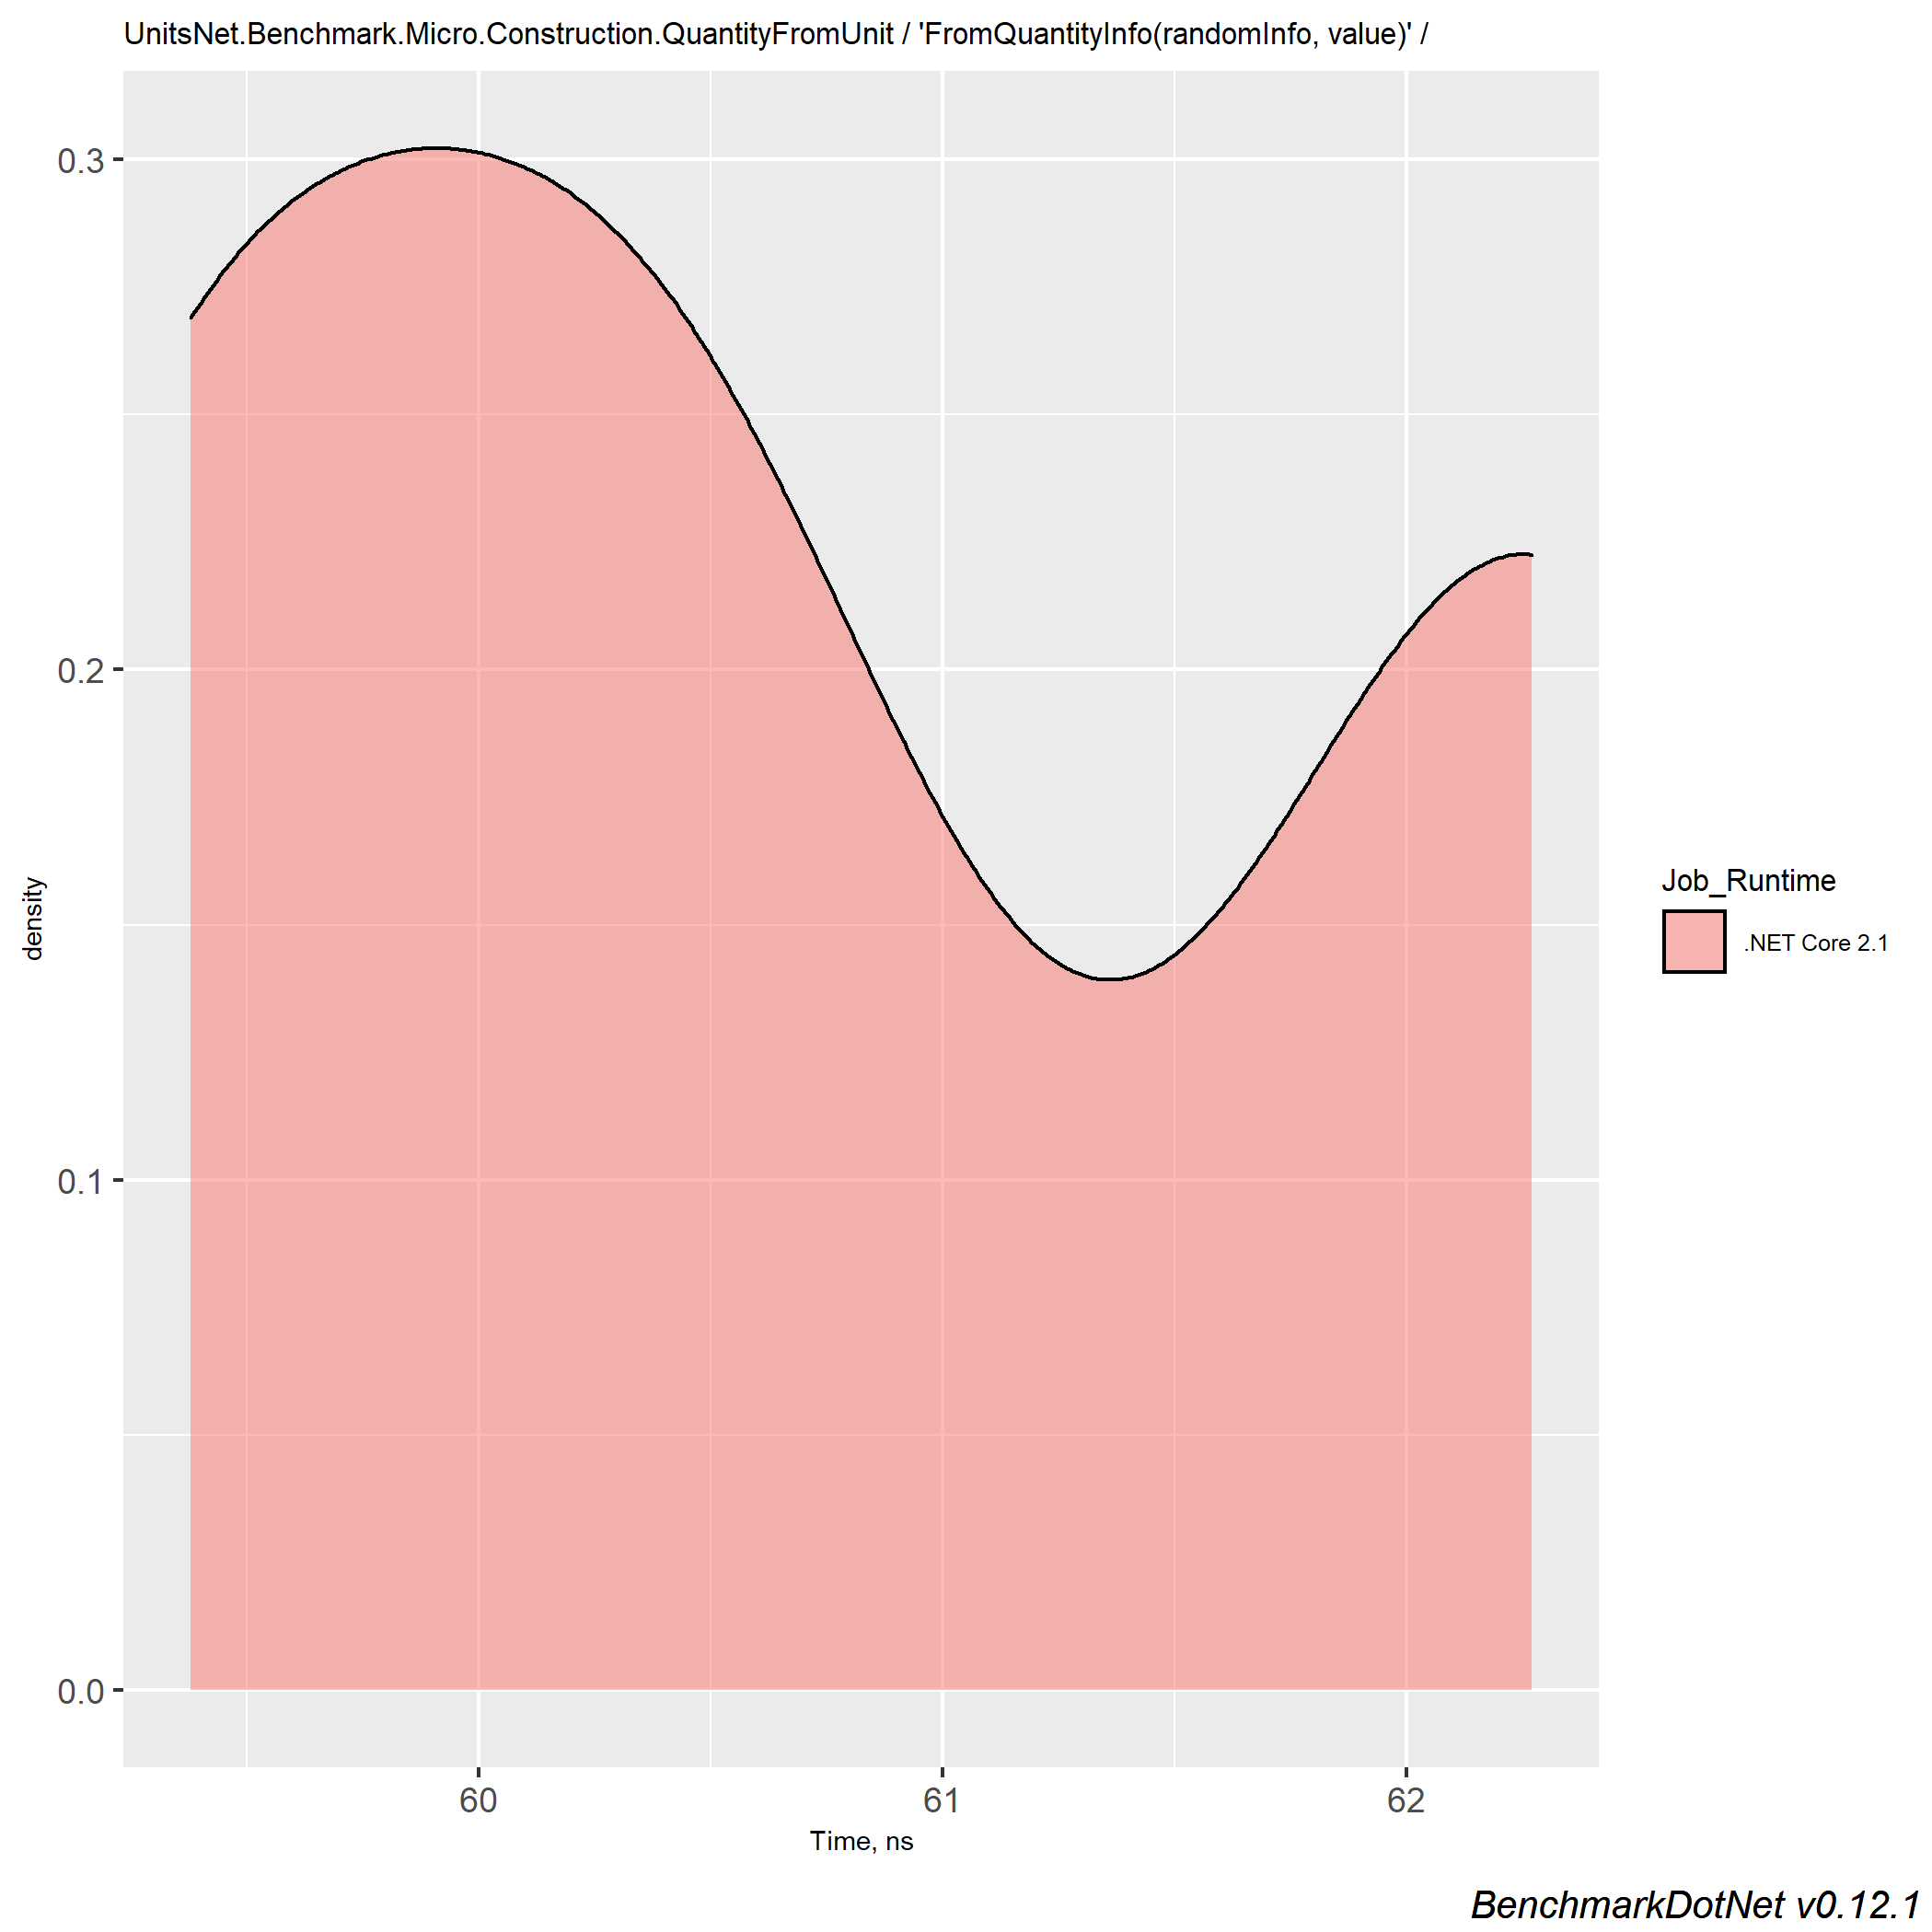 UnitsNet.Benchmark.Micro.Construction.QuantityFromUnit / 'FromQuantityInfo(randomInfo, value)' /
0.3
0.2
0.1
0.0
density
60
61
62
Time, ns
Job_Runtime
.NET Core 2.1
BenchmarkDotNet v0.12.1